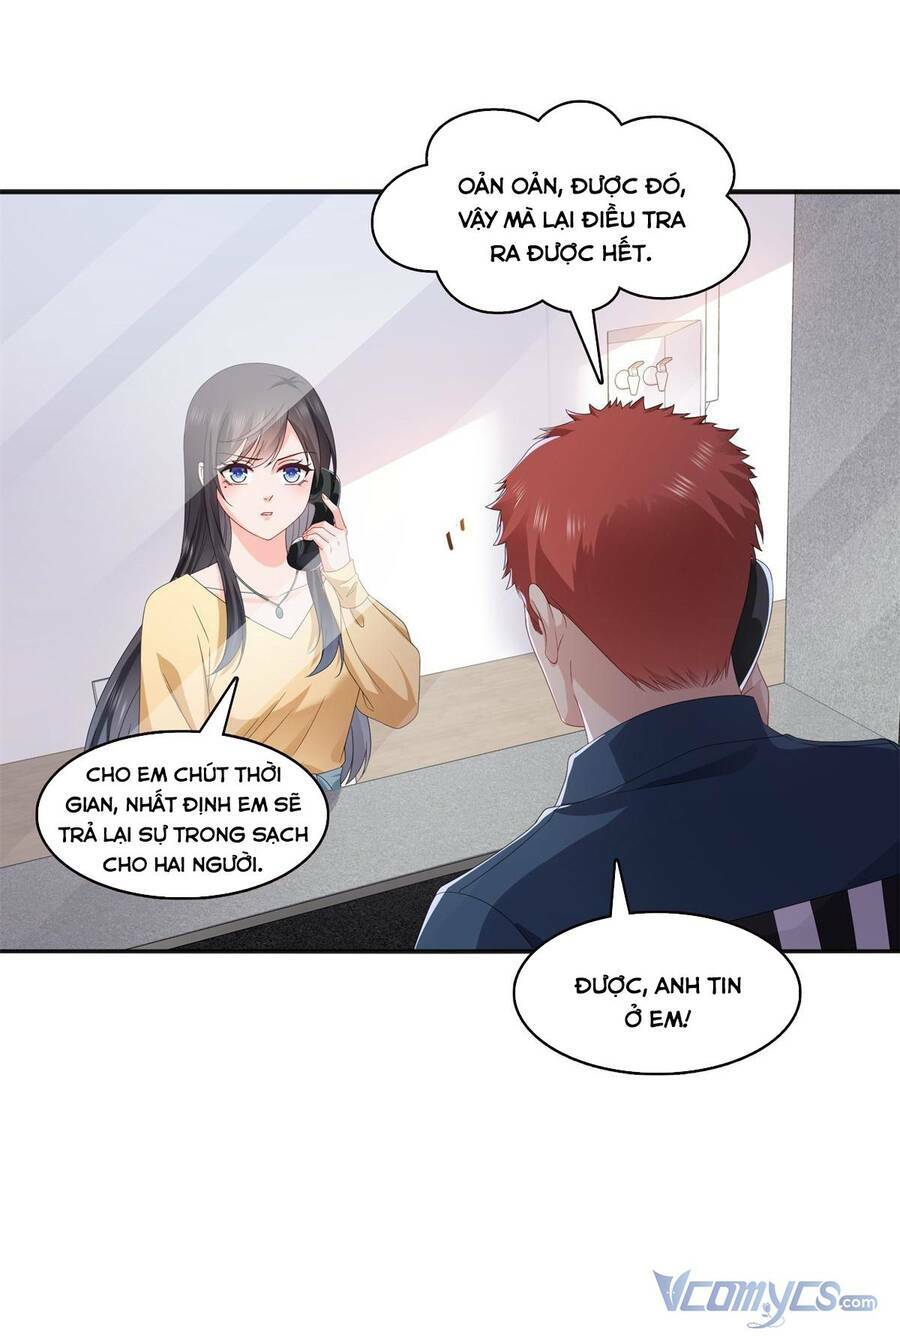 OẢN OẢN, ĐƯỢC ĐÓ,
VẬY MÀ LẠI ĐIỀU TRA
RA ĐƯỢC HẾT.
CHO EM CHÚT THỜI
GIAN, NHẤT ĐỊNH EM SẼ
TRẢ LẠI SỰ TRONG SẠCH
CHO HAI NGƯỜI.
ĐƯỢC, ANH TIN
Ở EM!
VCOMYCS.com